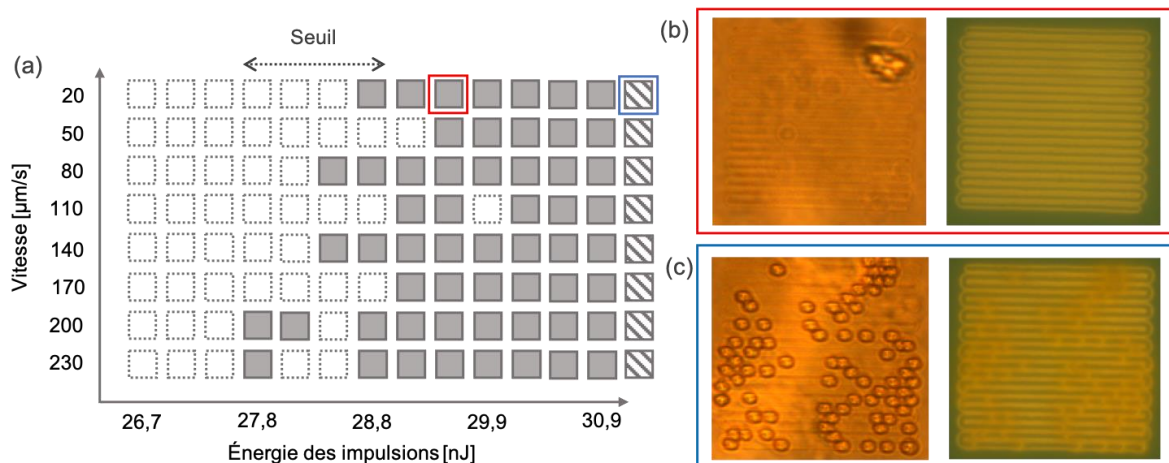 Seuil
(a)
(b)
(c)
Vitesse [µm/s]
20
50
80
110
140
170
200
230
26,7 27,8 28,8 29,9 30,9
Énergie des impulsions [nJ]